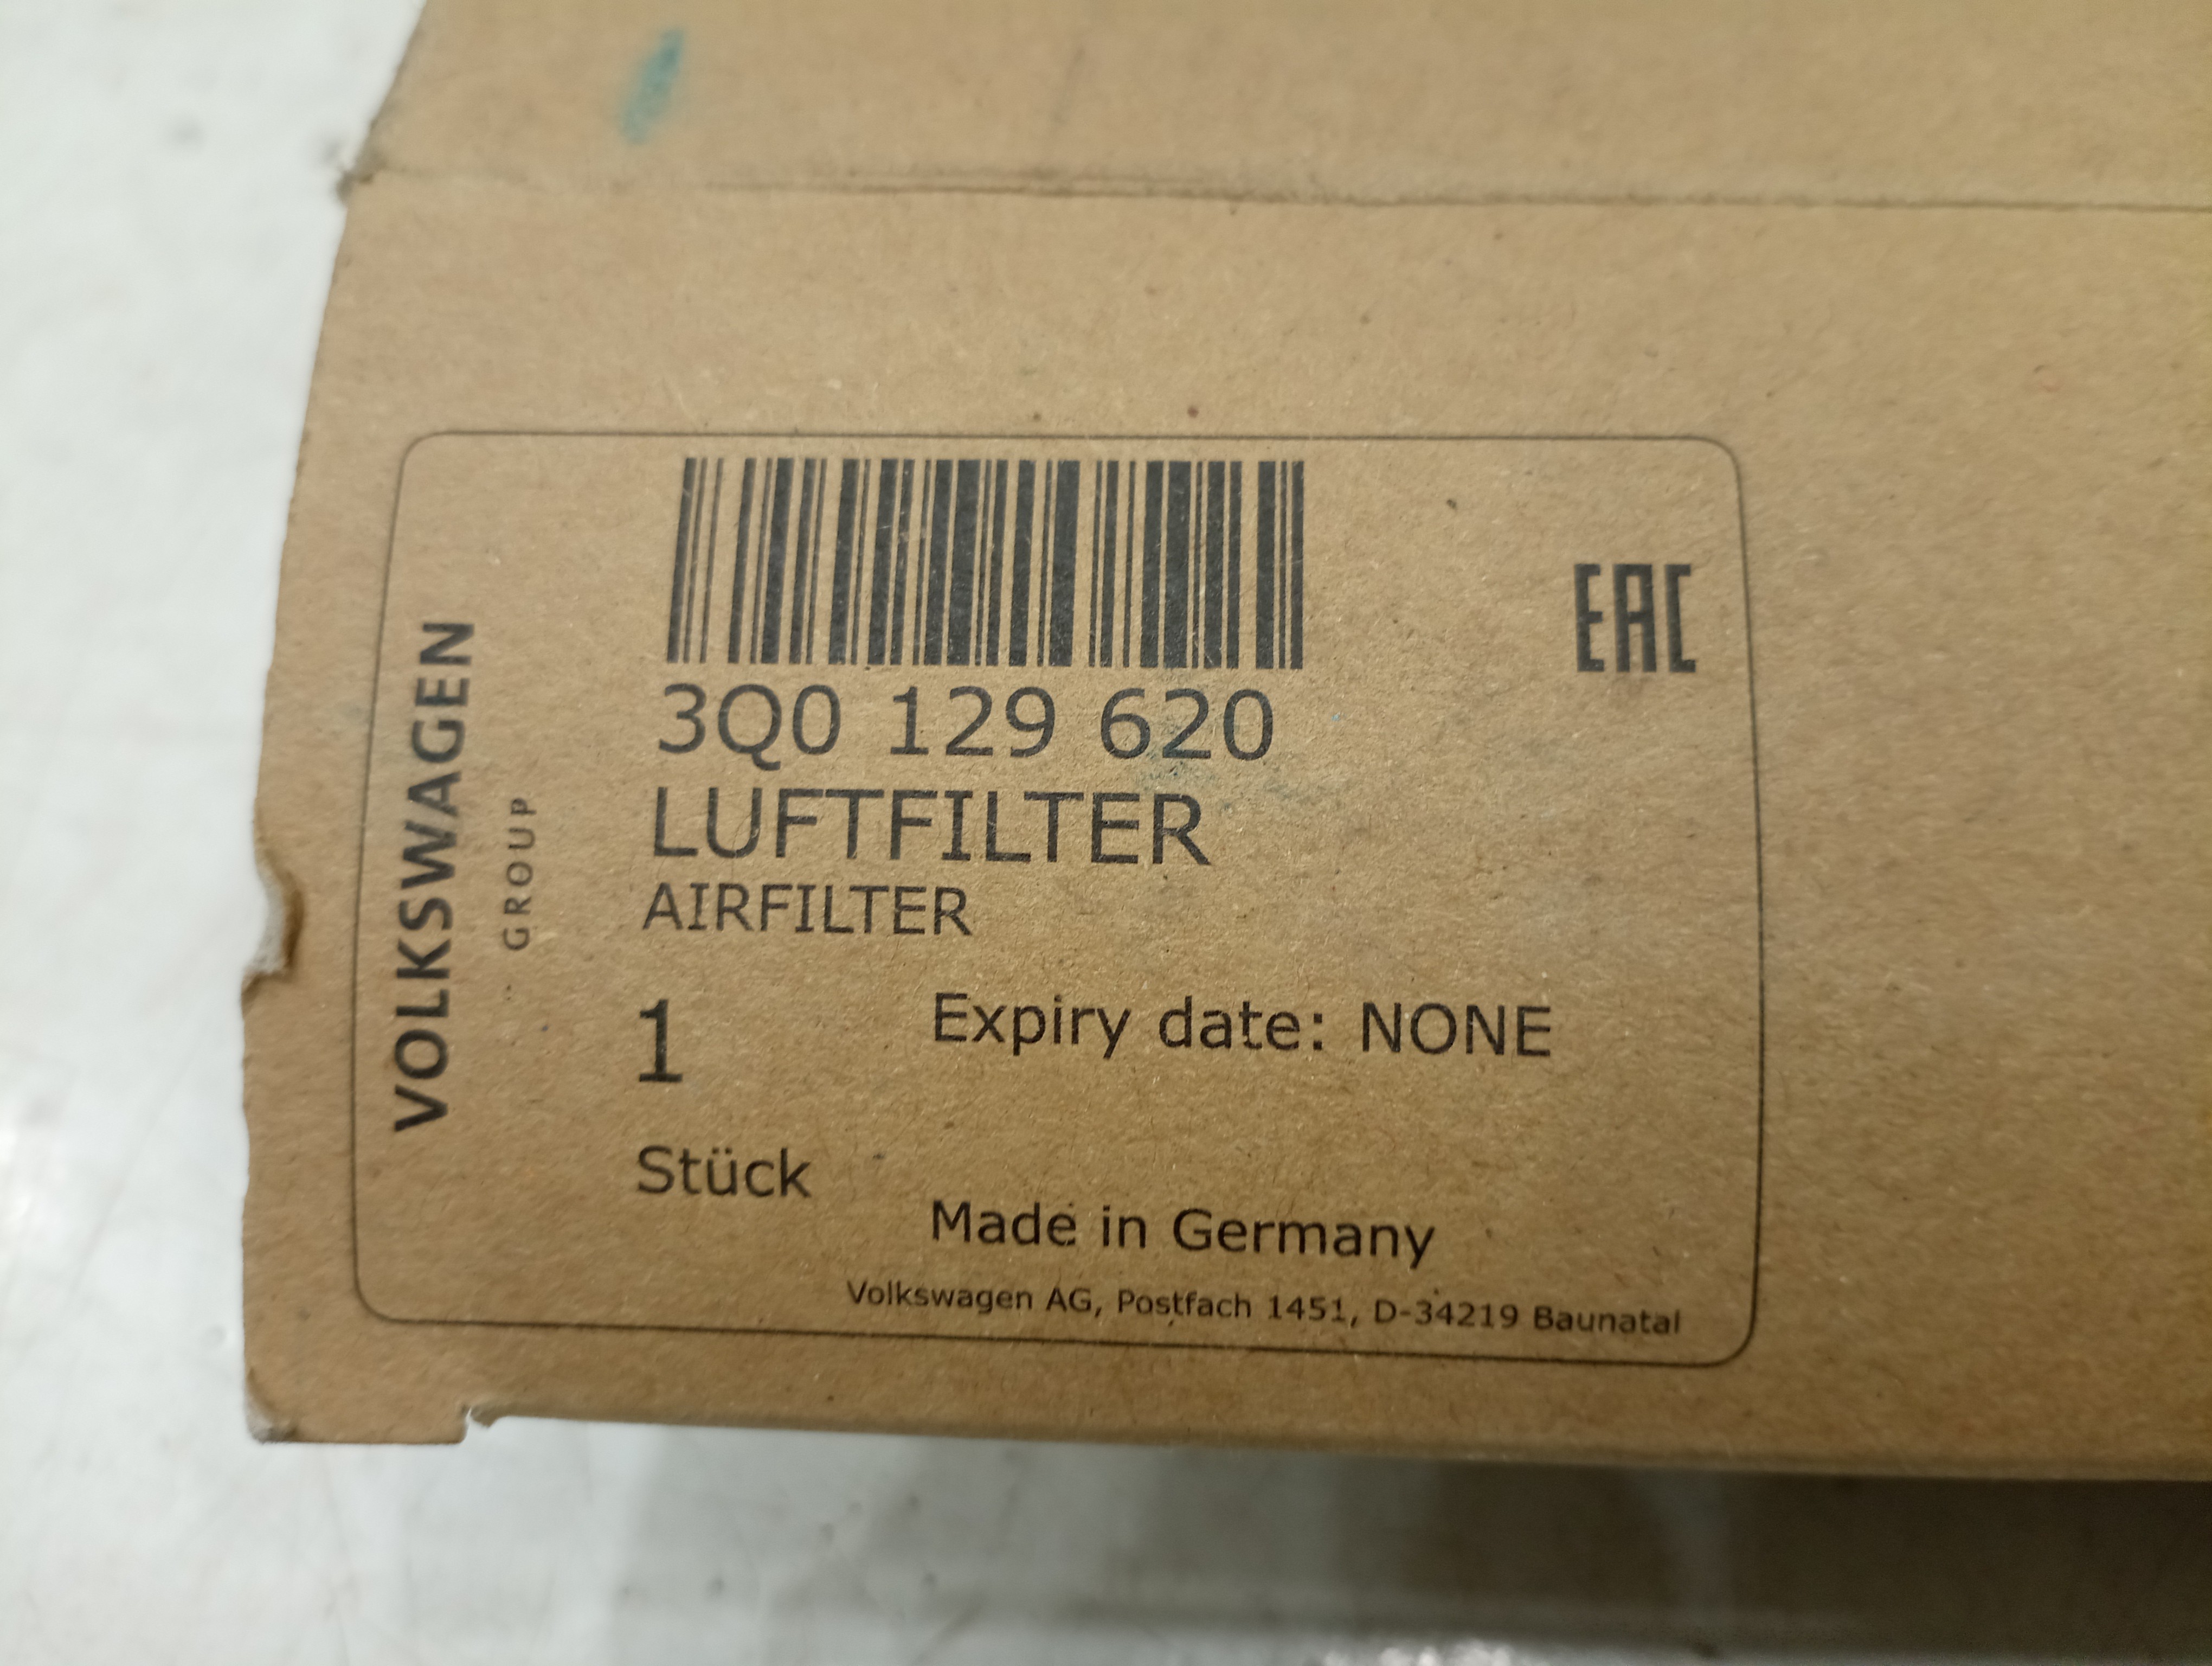 VOLKSWAGEN
GROUP
EAC
3Q0 129 620
LUFTFILTER
AIRFILTER
1
Expiry date: NONE
Stück
Made in Germany
Volkswagen AG, Postfach 1451, D-34219 Baunatal